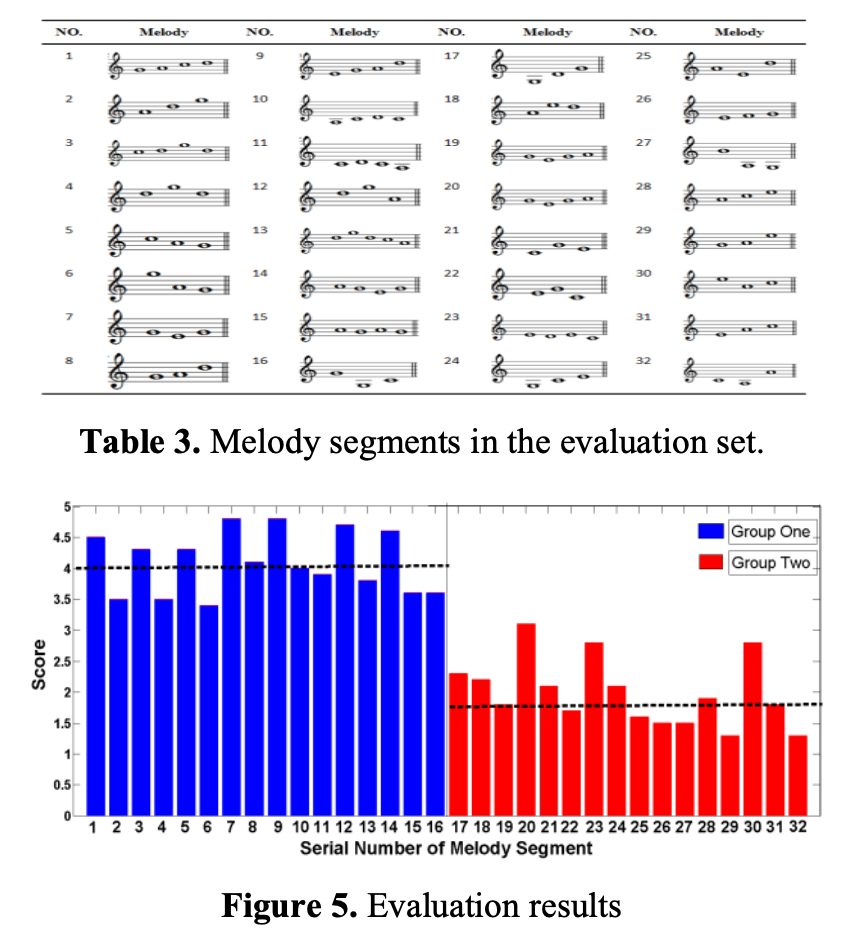 NO. Melody NO. Melody NO. Melody NO. Melody
1 9 17 25
2 10 18 26
3 11 19 27
4 12 20 28
5 13 21 29
6 14 22 30
7 15 23 31
8 16 24 32
Table 3. Melody segments in the evaluation set.
5
4.5
4
3.5
3
2.5
2
1.5
1
0.5
0
Score
Group One
Group Two
1 2 3 4 5 6 7 8 9 10 11 12 13 14 15 16 17 18 19 20 21 22 23 24 25 26 27 28 29 30 31 32
Serial Number of Melody Segment
Figure 5. Evaluation results